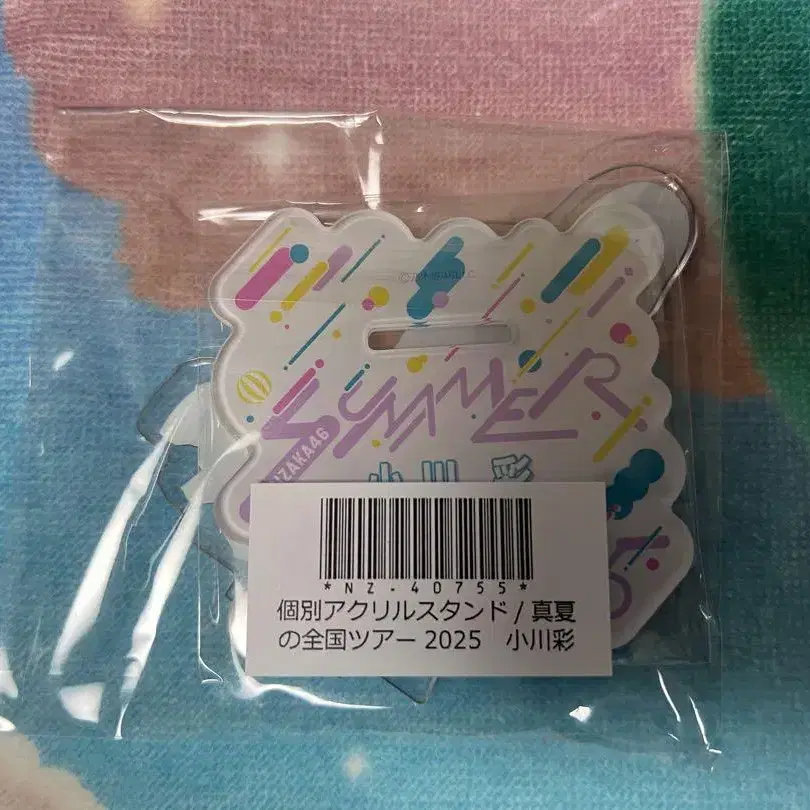 SUMMER
小川 彩
*NZ-40755*
個別アクリルスタンド / 真夏
の全国ツアー 2025　小川彩